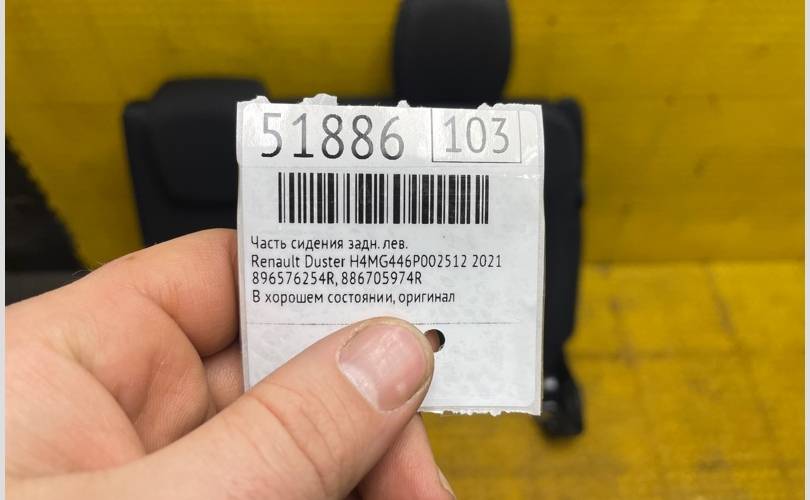 51886 103
Часть сидения задн. лев.
Renault Duster H4MG446P002512 2021
896576254R, 886705974R
В хорошем состоянии, оригинал